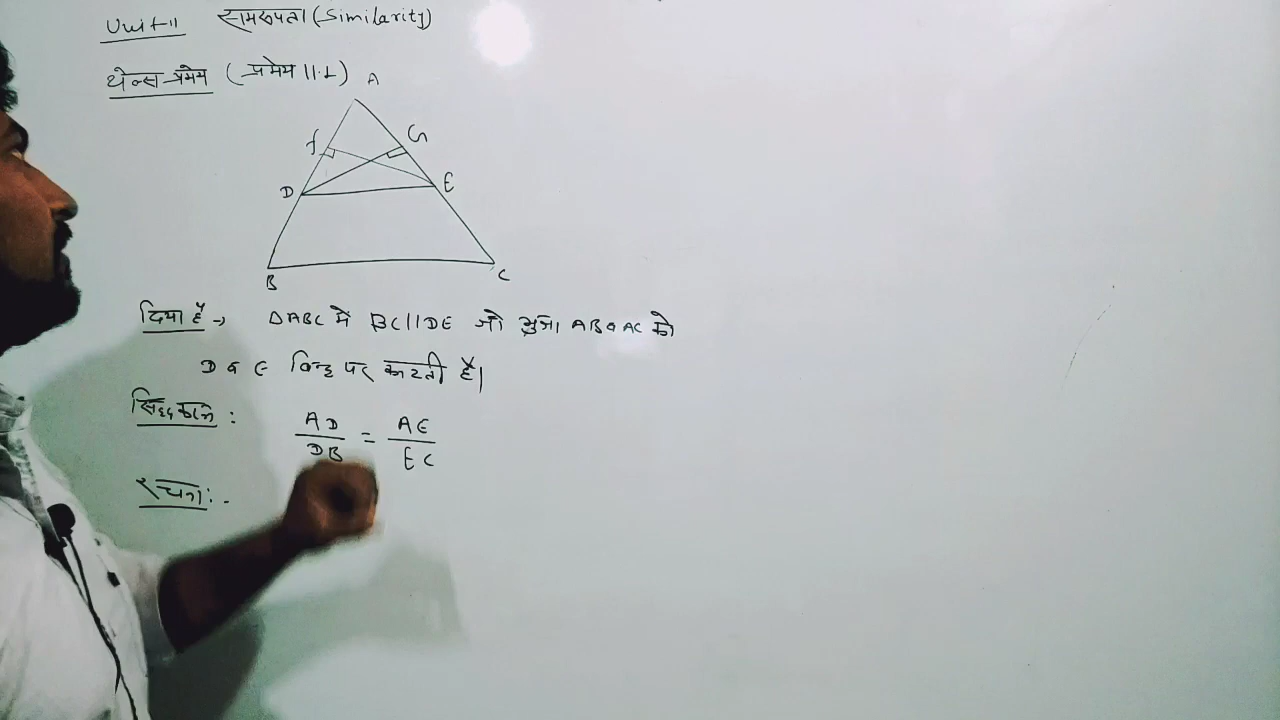 Unit-11 समरूपता (Similarity)
थेल्स प्रमेय (प्रमेय 11.1)
A
f G
D E
B C
दिया है → ΔABC में BC||DE जो भुजा AB व AC को
D व E बिन्दु पर काटती है।
सिद्ध करना : AD/DB = AE/EC
रचना :-